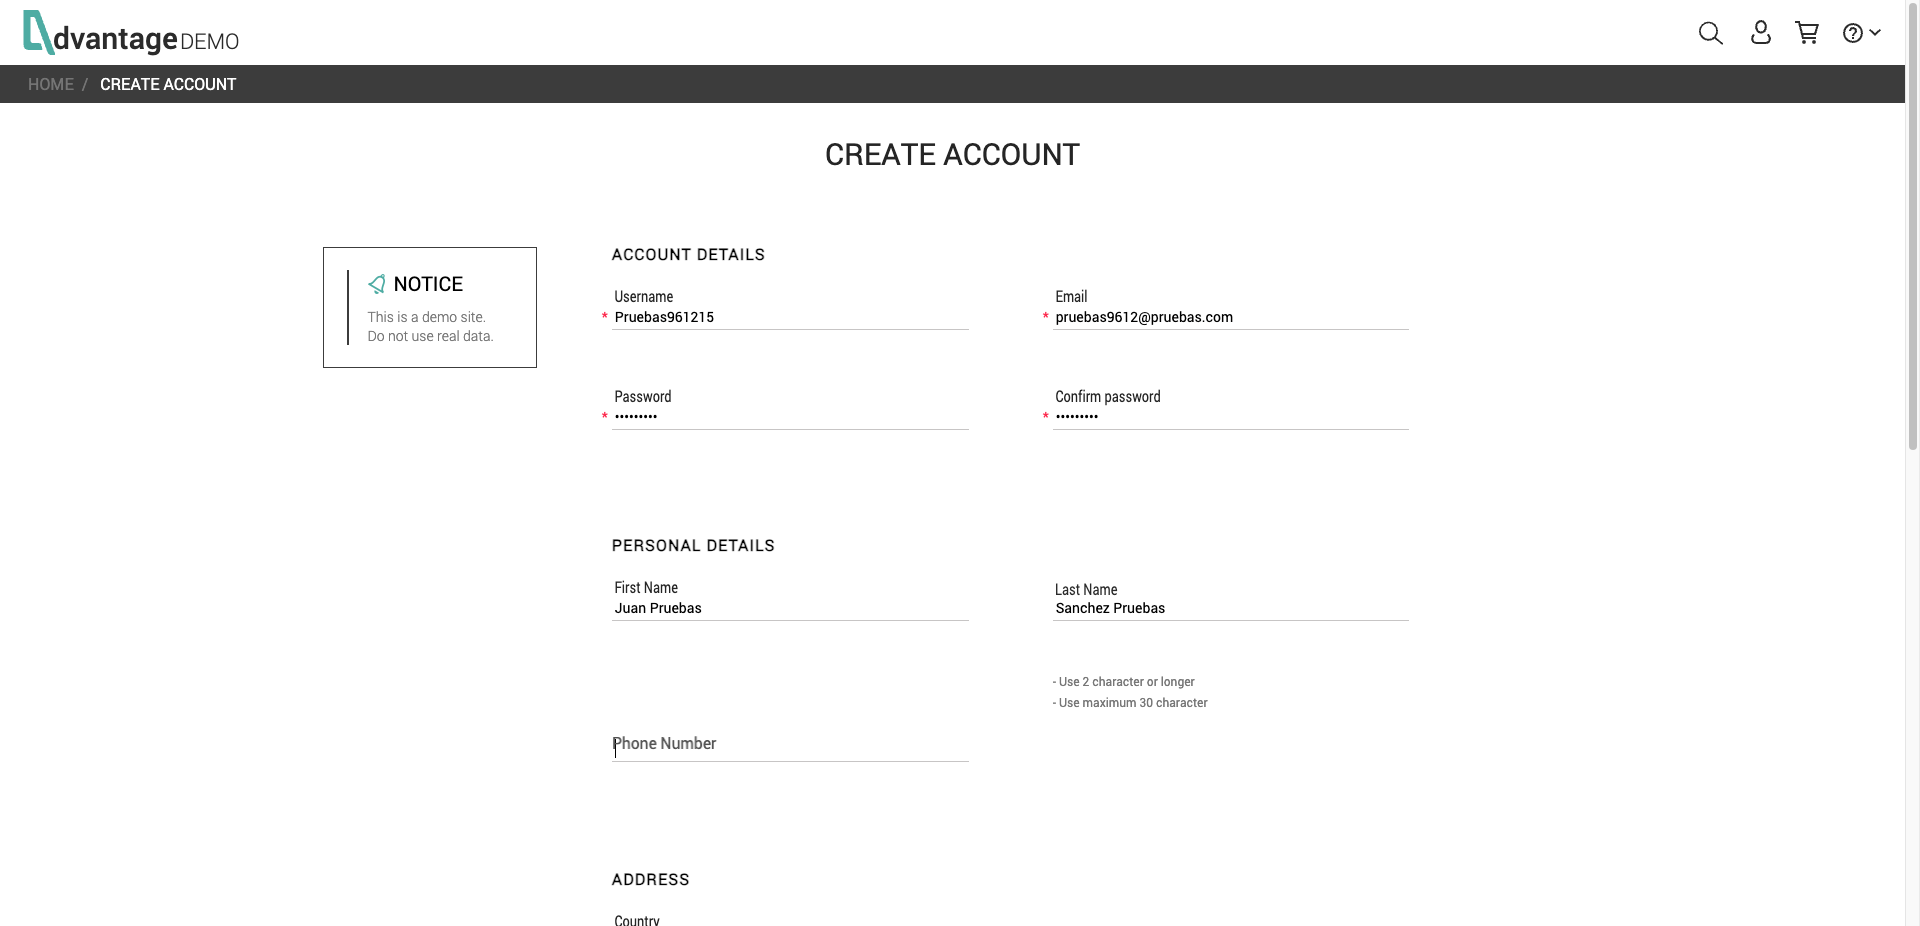 dvantage DEMO
HOME / CREATE ACCOUNT
CREATE ACCOUNT
NOTICE
This is a demo site.
Do not use real data.
ACCOUNT DETAILS
Username
* Pruebas961215
Email
* pruebas9612@pruebas.com
Password
* •••••••••
Confirm password
* •••••••••
PERSONAL DETAILS
First Name
Juan Pruebas
Last Name
Sanchez Pruebas
- Use 2 character or longer
- Use maximum 30 character
Phone Number
ADDRESS
Country